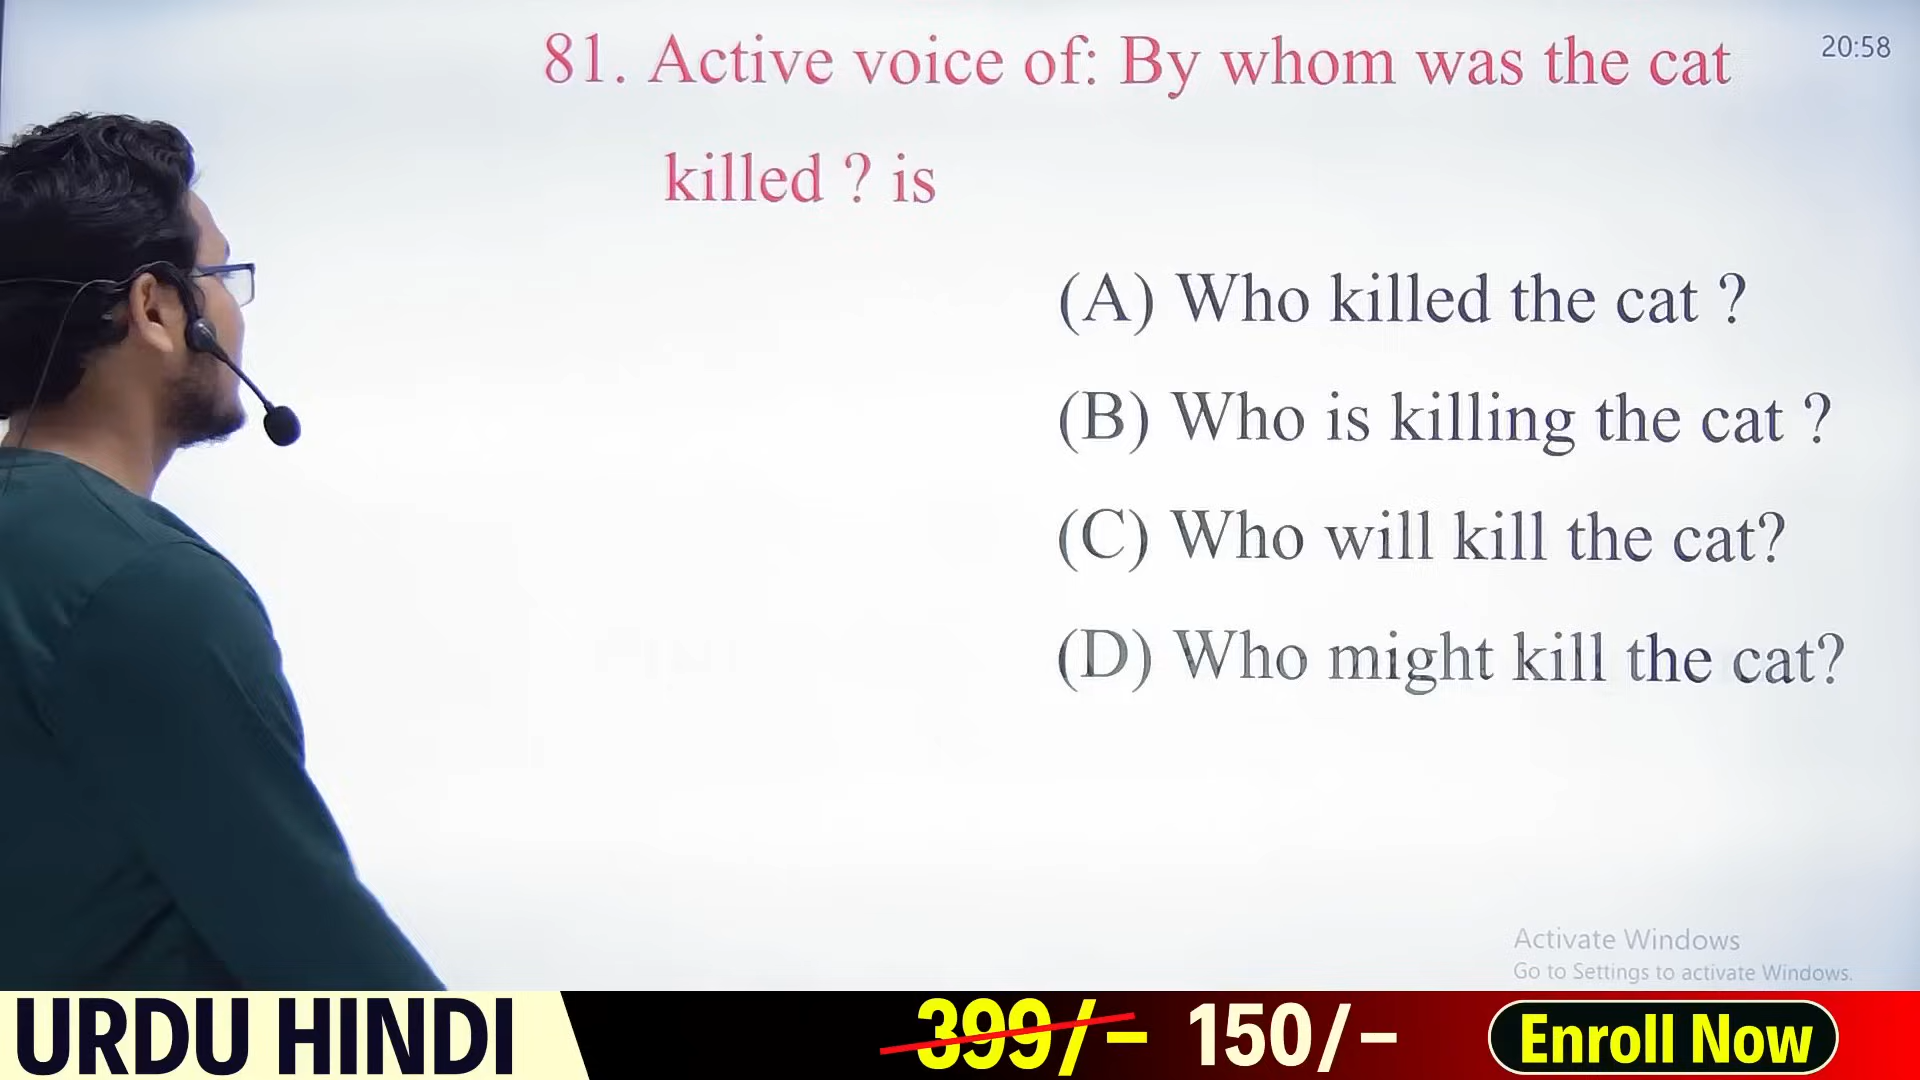 81. Active voice of: By whom was the cat
20:58
killed ? is
(A) Who killed the cat ?
(B) Who is killing the cat ?
(C) Who will kill the cat?
(D) Who might kill the cat?
Activate Windows
Go to Settings to activate Windows.
URDU HINDI
399/- 150/-
Enroll Now